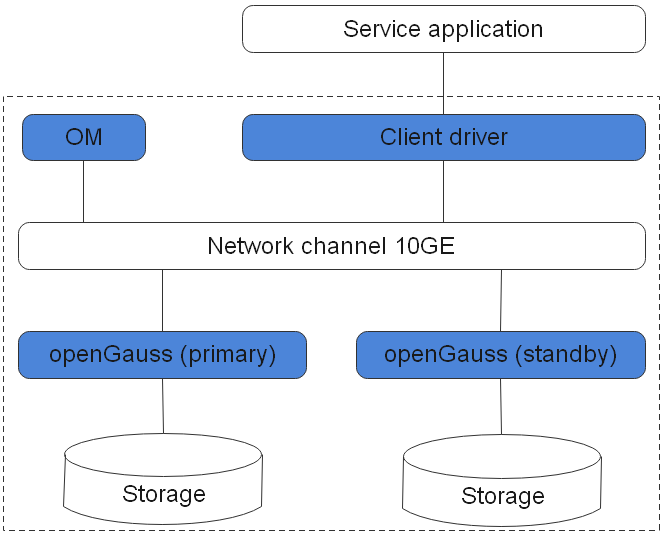 Service application
OM
Client driver
Network channel 10GE
openGauss (primary)
openGauss (standby)
Storage
Storage